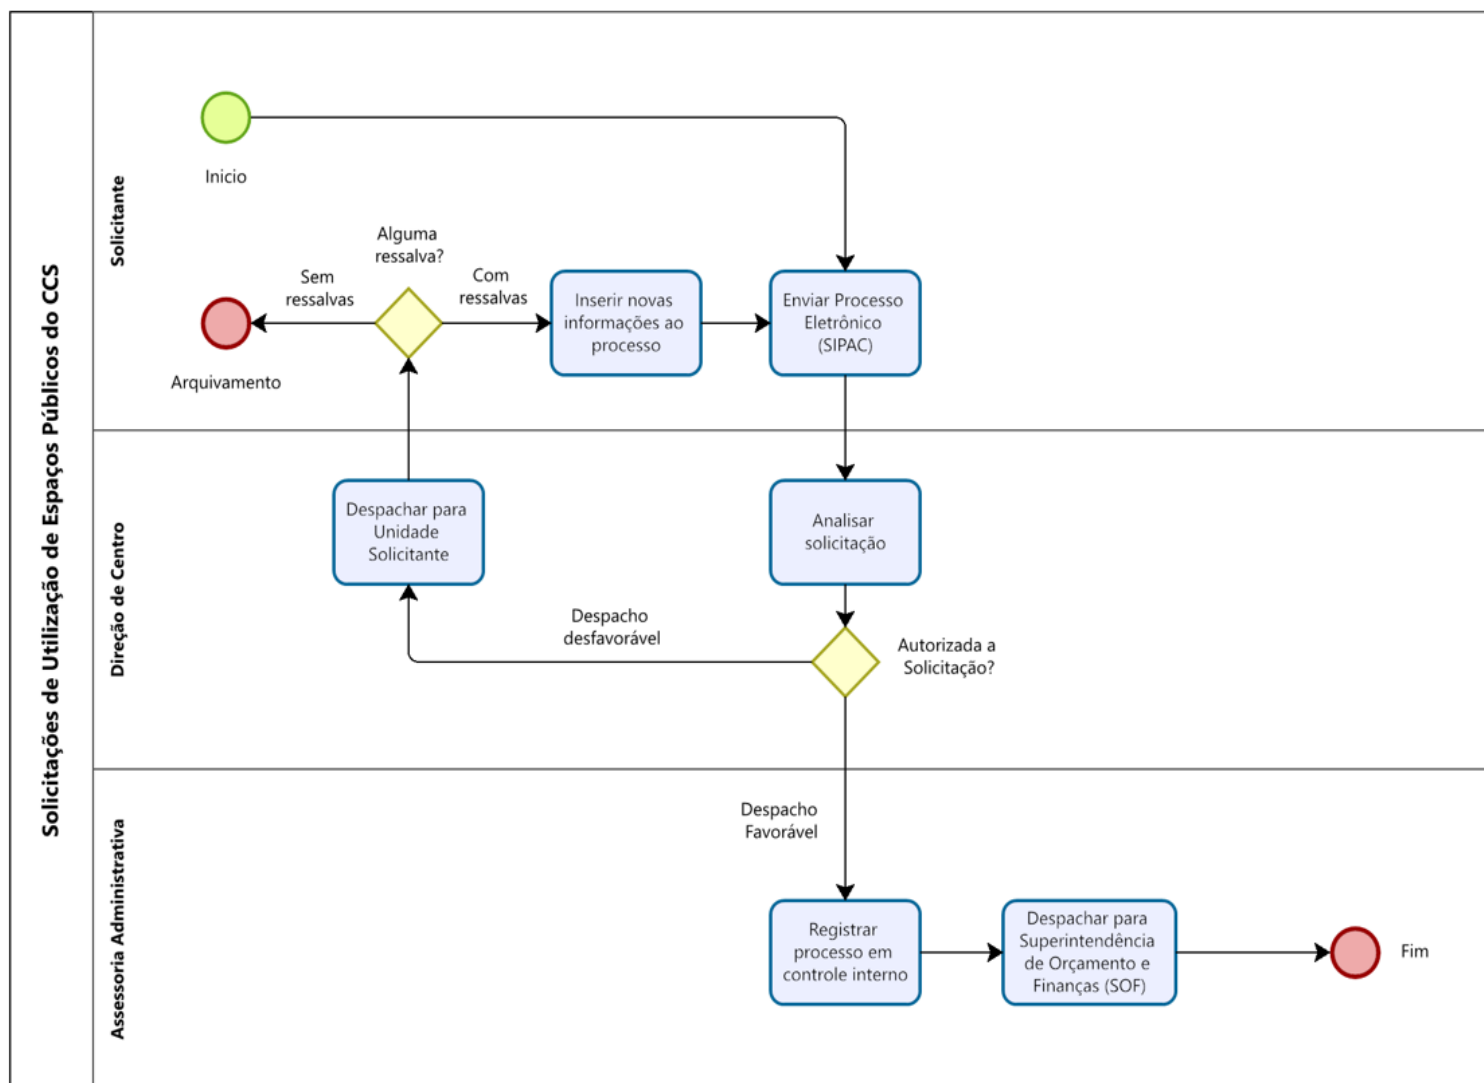 Solicitações de Utilização de Espaços Públicos do CCS
Solicitante
Inicio
Alguma
ressalva?
Sem
ressalvas
Com
ressalvas
Arquivamento
Inserir novas
informações ao
processo
Enviar Processo
Eletrônico
(SIPAC)
Direção de Centro
Despachar para
Unidade
Solicitante
Analisar
solicitação
Despacho
desfavorável
Autorizada a
Solicitação?
Assessoria Administrativa
Despacho
Favorável
Registrar
processo em
controle interno
Despachar para
Superintendência
de Orçamento e
Finanças (SOF)
Fim